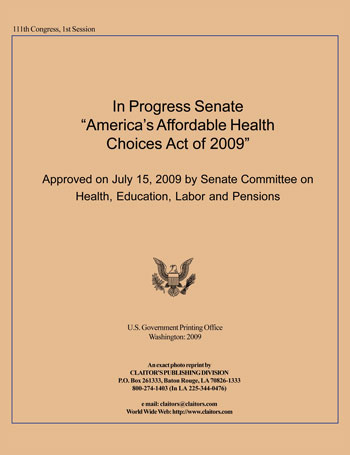 111th Congress, 1st Session
In Progress Senate
“America’s Affordable Health
Choices Act of 2009”
Approved on July 15, 2009 by Senate Committee on
Health, Education, Labor and Pensions
U.S. Government Printing Office
Washington: 2009
An exact photo reprint by
CLAITOR'S PUBLISHING DIVISION
P.O. Box 261333, Baton Rouge, LA 70826-1333
800-274-1403 (In LA 225-344-0476)
e mail: claitors@claitors.com
World Wide Web: http://www.claitors.com